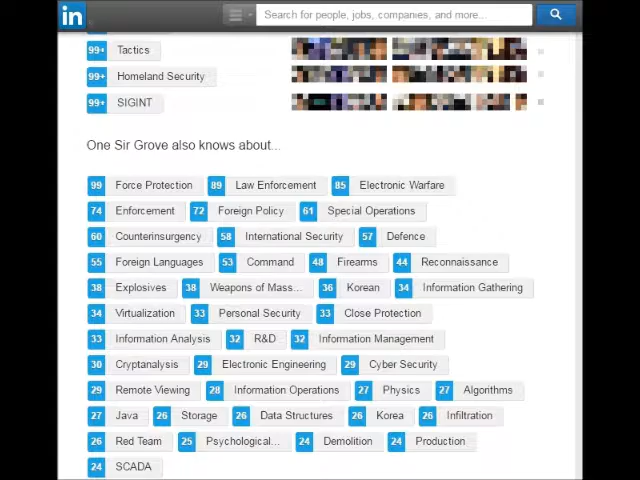 in Search for people, jobs, companies, and more...
99+ Tactics
99+ Homeland Security
99+ SIGINT
One Sir Grove also knows about...
99 Force Protection 89 Law Enforcement 85 Electronic Warfare
74 Enforcement 72 Foreign Policy 61 Special Operations
60 Counterinsurgency 58 International Security 57 Defence
55 Foreign Languages 53 Command 48 Firearms 44 Reconnaissance
38 Explosives 38 Weapons of Mass... 36 Korean 34 Information Gathering
34 Virtualization 33 Personal Security 33 Close Protection
33 Information Analysis 32 R&D 32 Information Management
30 Cryptanalysis 29 Electronic Engineering 29 Cyber Security
29 Remote Viewing 28 Information Operations 27 Physics 27 Algorithms
27 Java 26 Storage 26 Data Structures 26 Korea 26 Infiltration
26 Red Team 25 Psychological... 24 Demolition 24 Production
24 SCADA